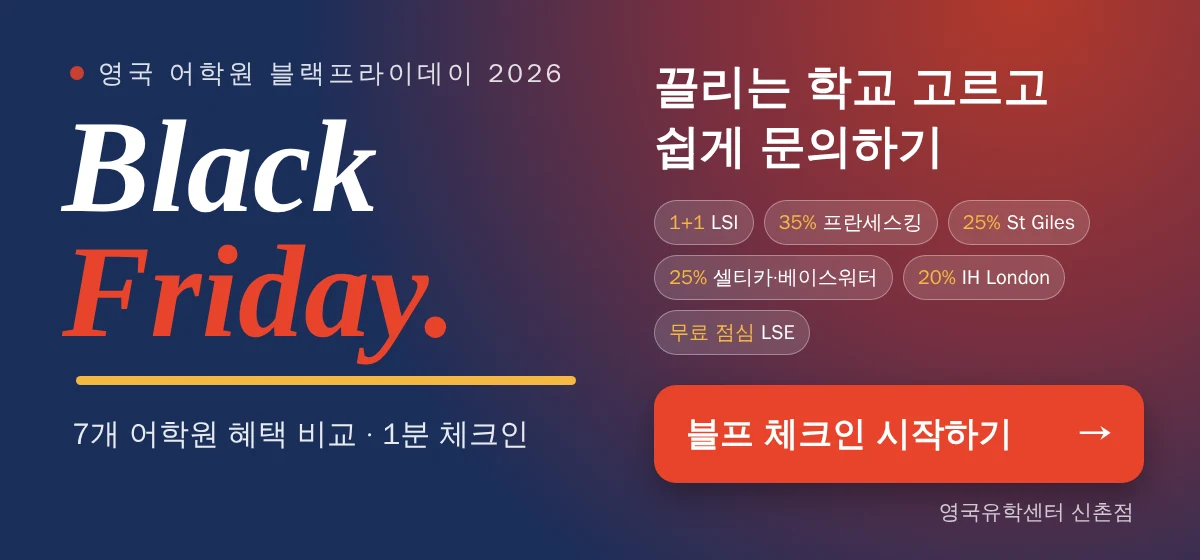 영국 어학원 블랙프라이데이 2026
Black
Friday.
7개 어학원 혜택 비교 · 1분 체크인
끌리는 학교 고르고
쉽게 문의하기
1+1 LSI
35% 프란세스킹
25% St Giles
25% 셀티카·베이스워터
20% IH London
무료 점심 LSE
블프 체크인 시작하기 →
영국유학센터 신촌점